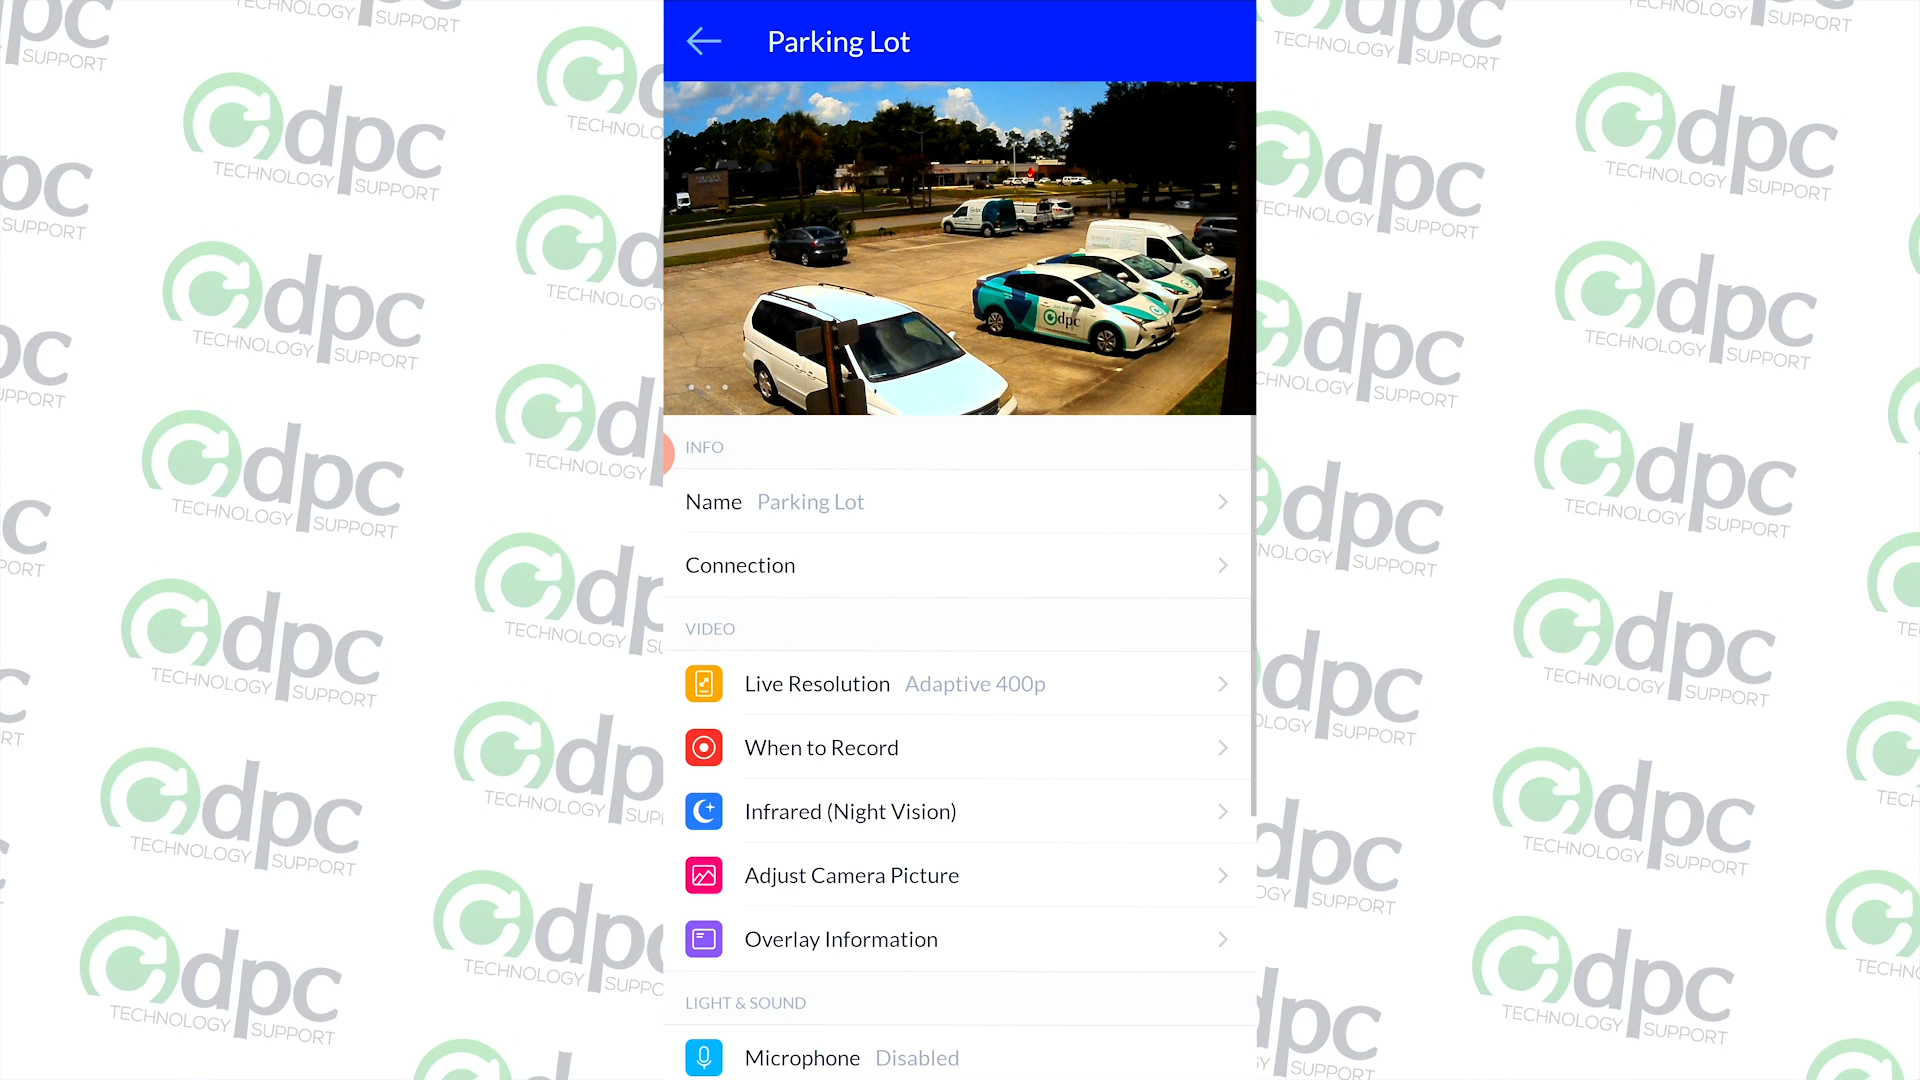 Parking Lot
dpc
INFO
Name Parking Lot
Connection
VIDEO
Live Resolution Adaptive 400p
When to Record
Infrared (Night Vision)
Adjust Camera Picture
Overlay Information
LIGHT & SOUND
Microphone Disabled
dpc
TECHNOLOGY SUPPORT